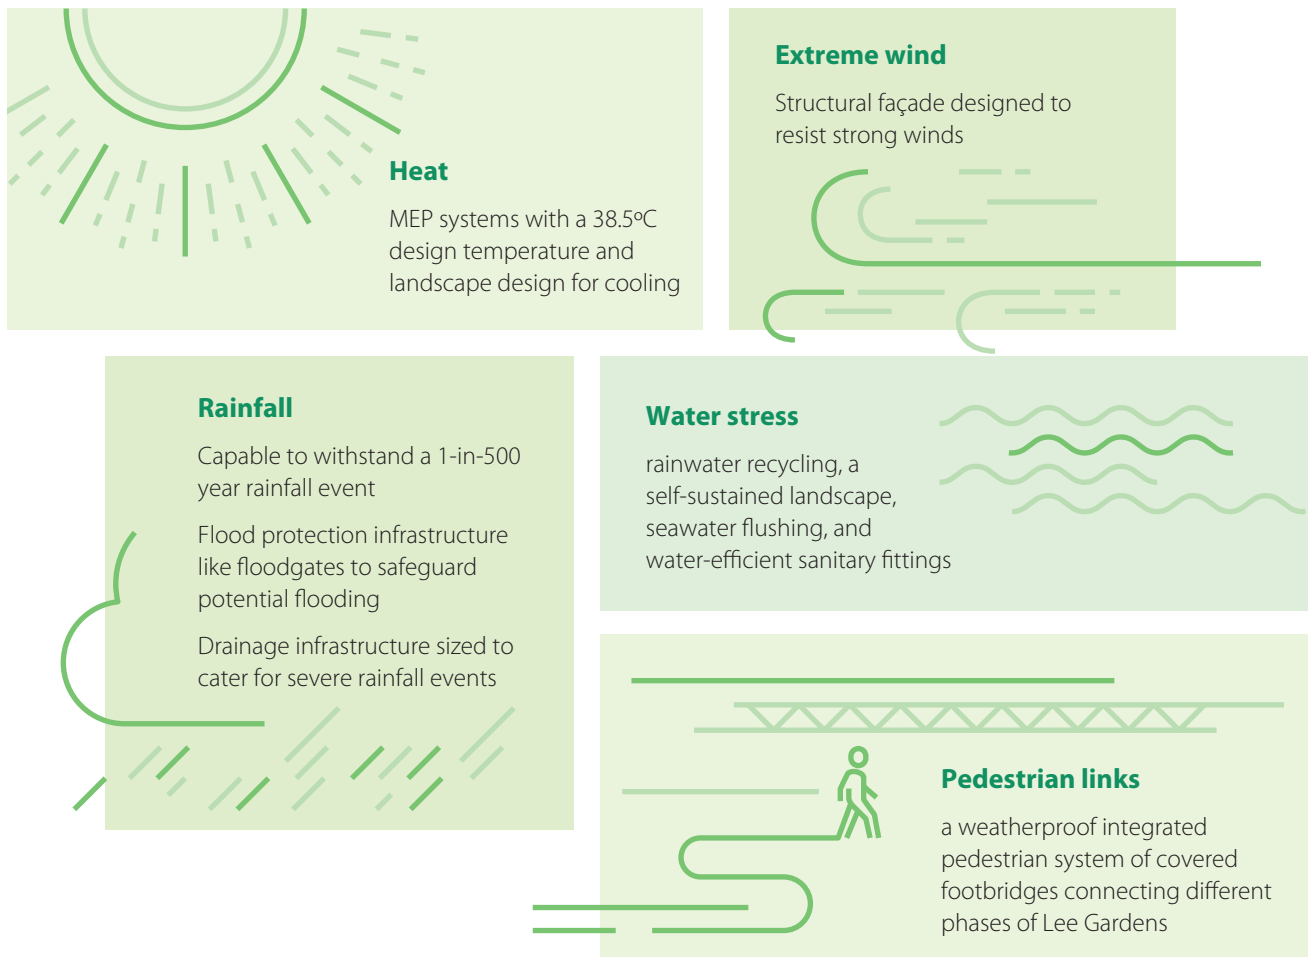 Heat
MEP systems with a 38.5ºC
design temperature and
landscape design for cooling
Extreme wind
Structural façade designed to
resist strong winds
Rainfall
Capable to withstand a 1-in-500
year rainfall event
Flood protection infrastructure
like floodgates to safeguard
potential flooding
Drainage infrastructure sized to
cater for severe rainfall events
Water stress
rainwater recycling, a
self-sustained landscape,
seawater flushing, and
water-efficient sanitary fittings
Pedestrian links
a weatherproof integrated
pedestrian system of covered
footbridges connecting different
phases of Lee Gardens